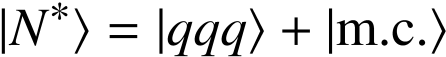 |N*⟩ = |qqq⟩ + |m.c.⟩